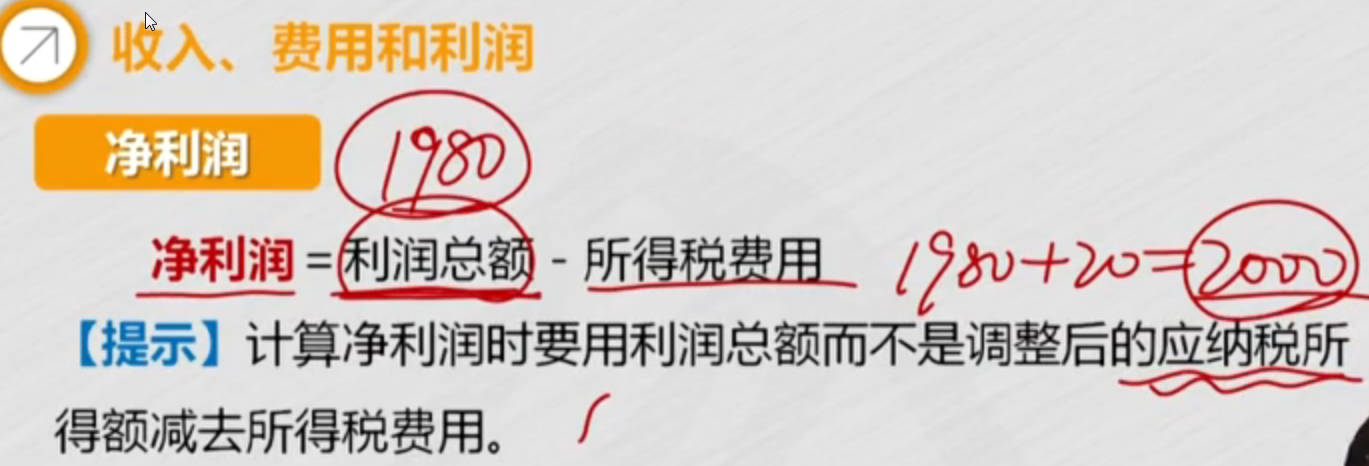 收入、费用和利润
净利润 1980
净利润=利润总额-所得税费用 1980+20=2000
【提示】计算净利润时要用利润总额而不是调整后的应纳税所
得额减去所得税费用。